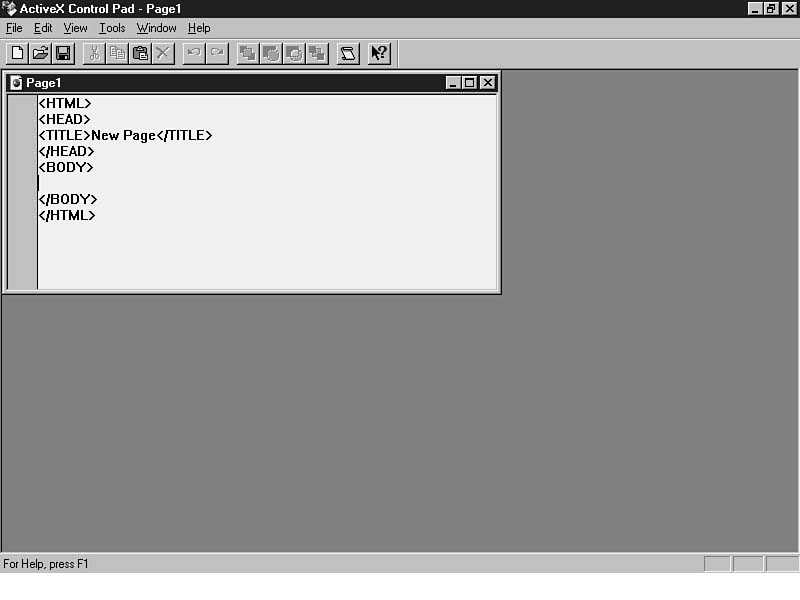 ActiveX Control Pad - Page1
File Edit View Tools Window Help
Page1
<HTML>
<HEAD>
<TITLE>New Page</TITLE>
</HEAD>
<BODY>
</BODY>
</HTML>
For Help, press F1